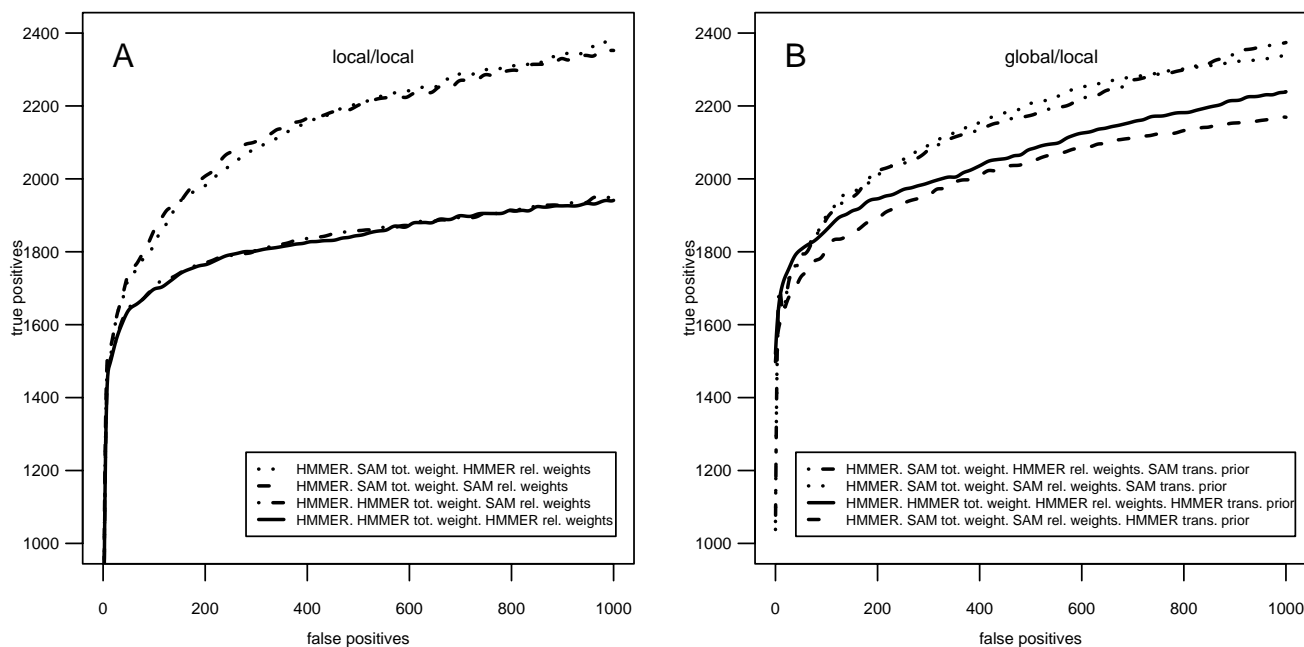 A
local/local
2400
2200
2000
1800
1600
1400
1200
1000
true positives
HMMER. SAM tot. weight. HMMER rel. weights
HMMER. SAM tot. weight. SAM rel. weights
HMMER. HMMER tot. weight. SAM rel. weights
HMMER. HMMER tot. weight. HMMER rel. weights
0 200 400 600 800 1000
false positives
B
global/local
2400
2200
2000
1800
1600
1400
1200
1000
true positives
HMMER. SAM tot. weight. HMMER rel. weights. SAM trans. prior
HMMER. SAM tot. weight. SAM rel. weights. SAM trans. prior
HMMER. HMMER tot. weight. HMMER rel. weights. HMMER trans. prior
HMMER. SAM tot. weight. SAM rel. weights. HMMER trans. prior
0 200 400 600 800 1000
false positives